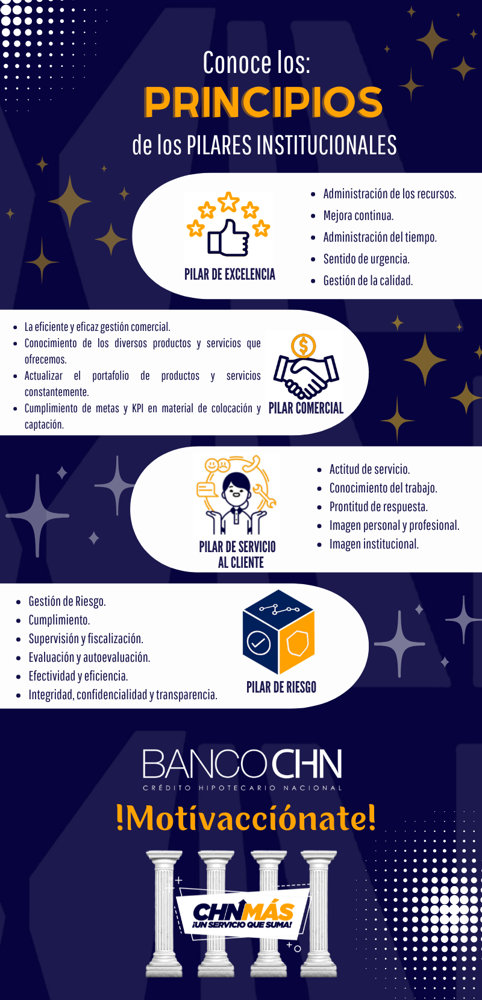 Conoce los:
PRINCIPIOS
de los PILARES INSTITUCIONALES
PILAR DE EXCELENCIA
• Administración de los recursos.
• Mejora continua.
• Administración del tiempo.
• Sentido de urgencia.
• Gestión de la calidad.
• La eficiente y eficaz gestión comercial.
• Conocimiento de los diversos productos y servicios que
ofrecemos.
• Actualizar el portafolio de productos y servicios
constantemente.
• Cumplimiento de metas y KPI en material de colocación y
captación.
$
PILAR COMERCIAL
PILAR DE SERVICIO
AL CLIENTE
• Actitud de servicio.
• Conocimiento del trabajo.
• Prontitud de respuesta.
• Imagen personal y profesional.
• Imagen institucional.
• Gestión de Riesgo.
• Cumplimiento.
• Supervisión y fiscalización.
• Evaluación y autoevaluación.
• Efectividad y eficiencia.
• Integridad, confidencialidad y transparencia.
PILAR DE RIESGO
BANCO CHN
CRÉDITO HIPOTECARIO NACIONAL
!Motívaccíónate!
CHN MÁS
¡UN SERVICIO QUE SUMA!